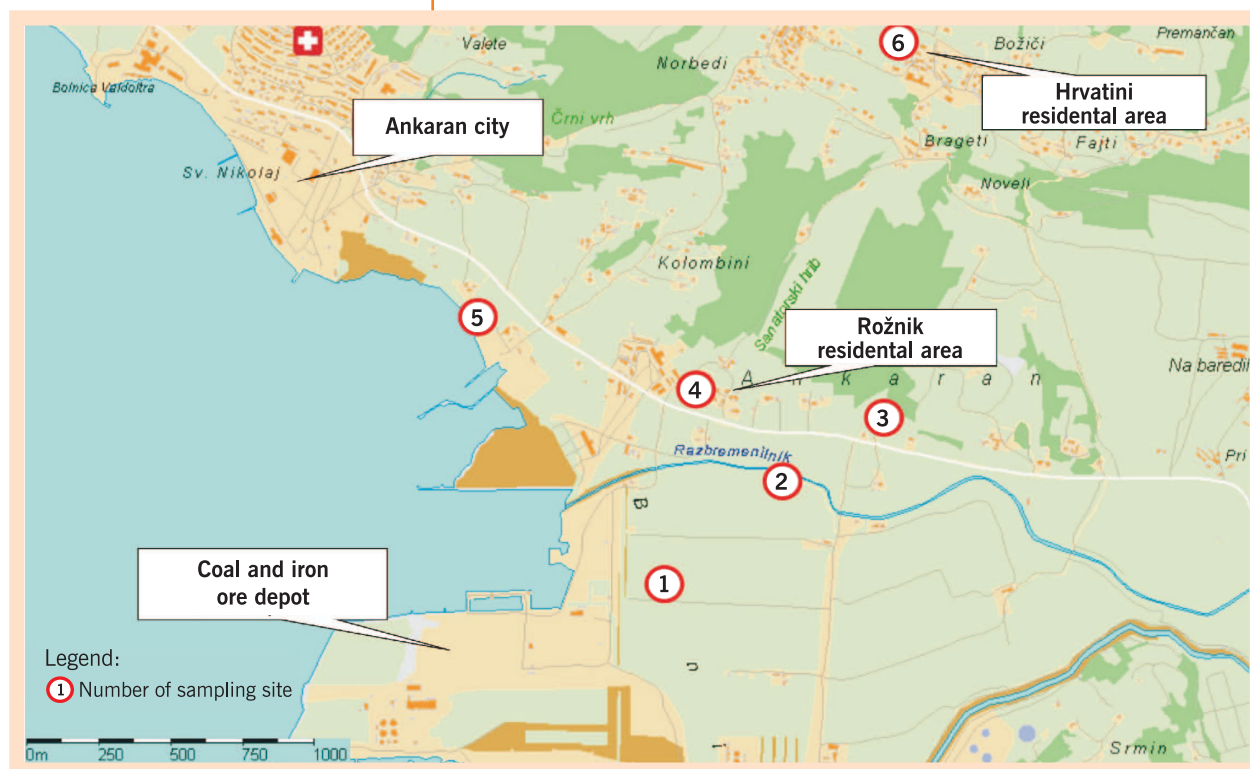 6
Božiči
Premančan
Valete
Norbedi
Bolnica Valdoltra
Hrvatini
residental area
Ankaran city
Črni vrh
Brageti
Fajti
Sv. Nikolaj
Noveli
Kolombini
Sanatorski hrib
5
Rožnik
residental area
Na baredih
4
A n k a r a n
3
Razbremenilnik
Pri
2
B
1
Coal and iron
ore depot
u
Legend:
1 Number of sampling site
Srmin
0m 250 500 750 1000